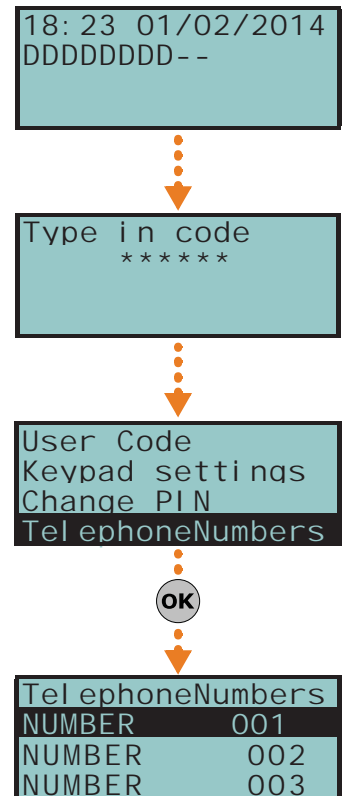 18:23 01/02/2014
DDDDDDDD--
Type in code
******
User Code
Keypad settings
Change PIN
TelephoneNumbers
OK
TelephoneNumbers
NUMBER 001
NUMBER 002
NUMBER 003